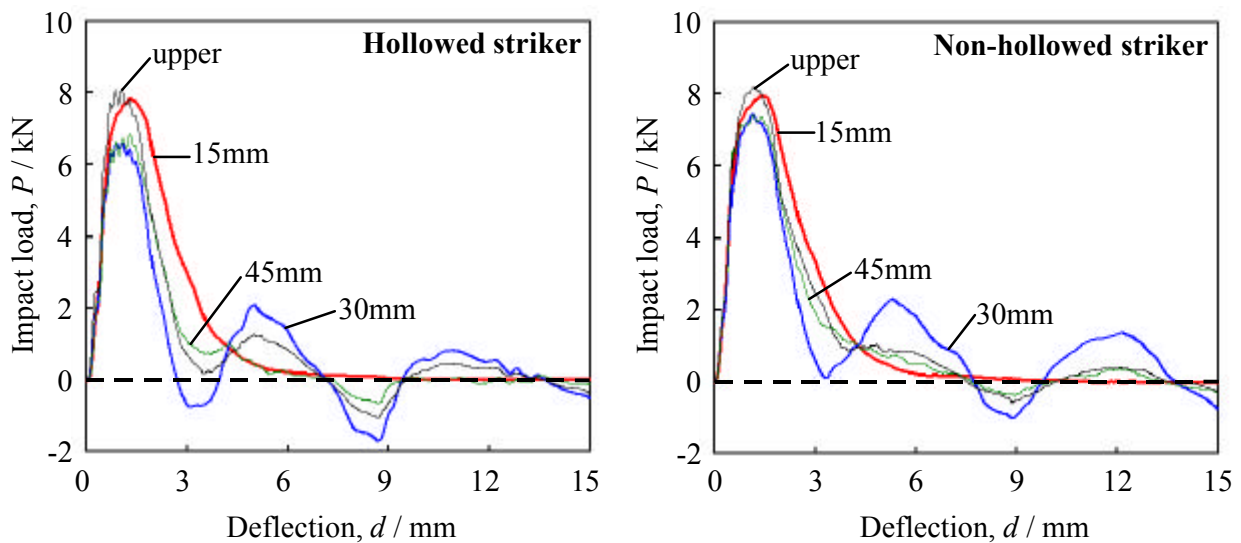 Hollowed striker
upper
15mm
45mm
30mm
10
8
6
4
2
0
-2
Impact load, P / kN
0 3 6 9 12 15
Deflection, d / mm
Non-hollowed striker
upper
15mm
45mm
30mm
10
8
6
4
2
0
-2
Impact load, P / kN
0 3 6 9 12 15
Deflection, d / mm